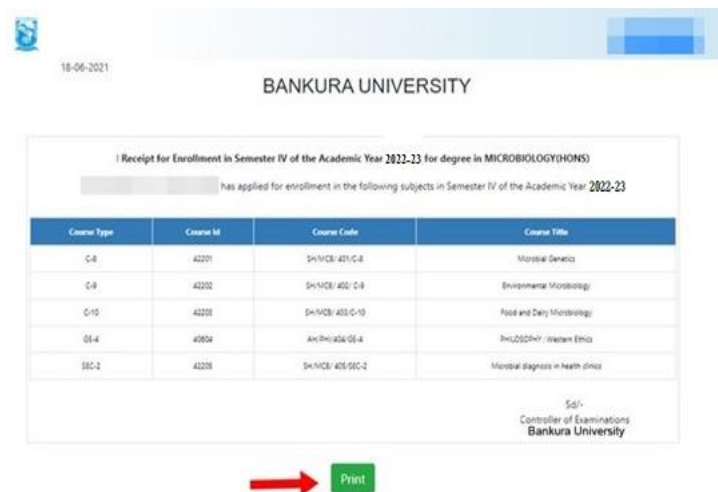 18-06-2021
BANKURA UNIVERSITY
| Receipt for Enrollment in Semester IV of the Academic Year 2022-23 for degree in MICROBIOLOGY(HONS)
has applied for enrollment in the following subjects in Semester IV of the Academic Year 2022-23
Course Type Course Id Course Code Course Title
C-8 42201 SH/MCB/ 401/C-8 Microbial Genetics
C-9 42202 SH/MCB/ 402/ C-9 Environmental Microbiology
C-10 42203 SH/MCB/ 403/C-10 Food and Dairy Microbiology
GE-4 40604 AH/PHI/404/GE-4 PHILOSOPHY / Western Ethics
SEC-2 42205 SH/MCB/ 405/SEC-2 Microbial diagnosis in health clinics
Sd/-
Controller of Examinations
Bankura University
Print